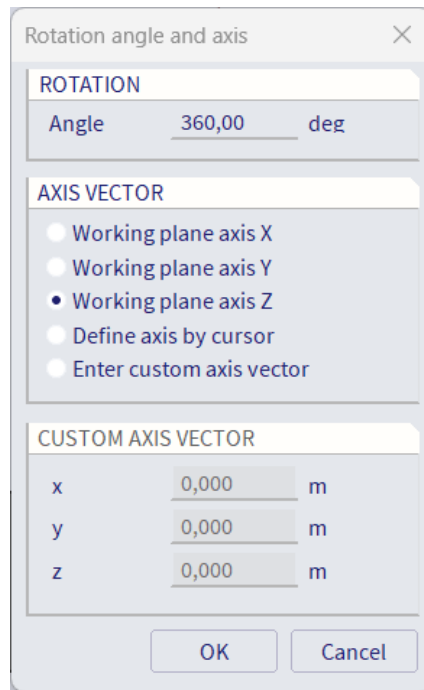 Rotation angle and axis
ROTATION
Angle 360,00 deg
AXIS VECTOR
Working plane axis X
Working plane axis Y
Working plane axis Z
Define axis by cursor
Enter custom axis vector
CUSTOM AXIS VECTOR
x 0,000 m
y 0,000 m
z 0,000 m
OK Cancel